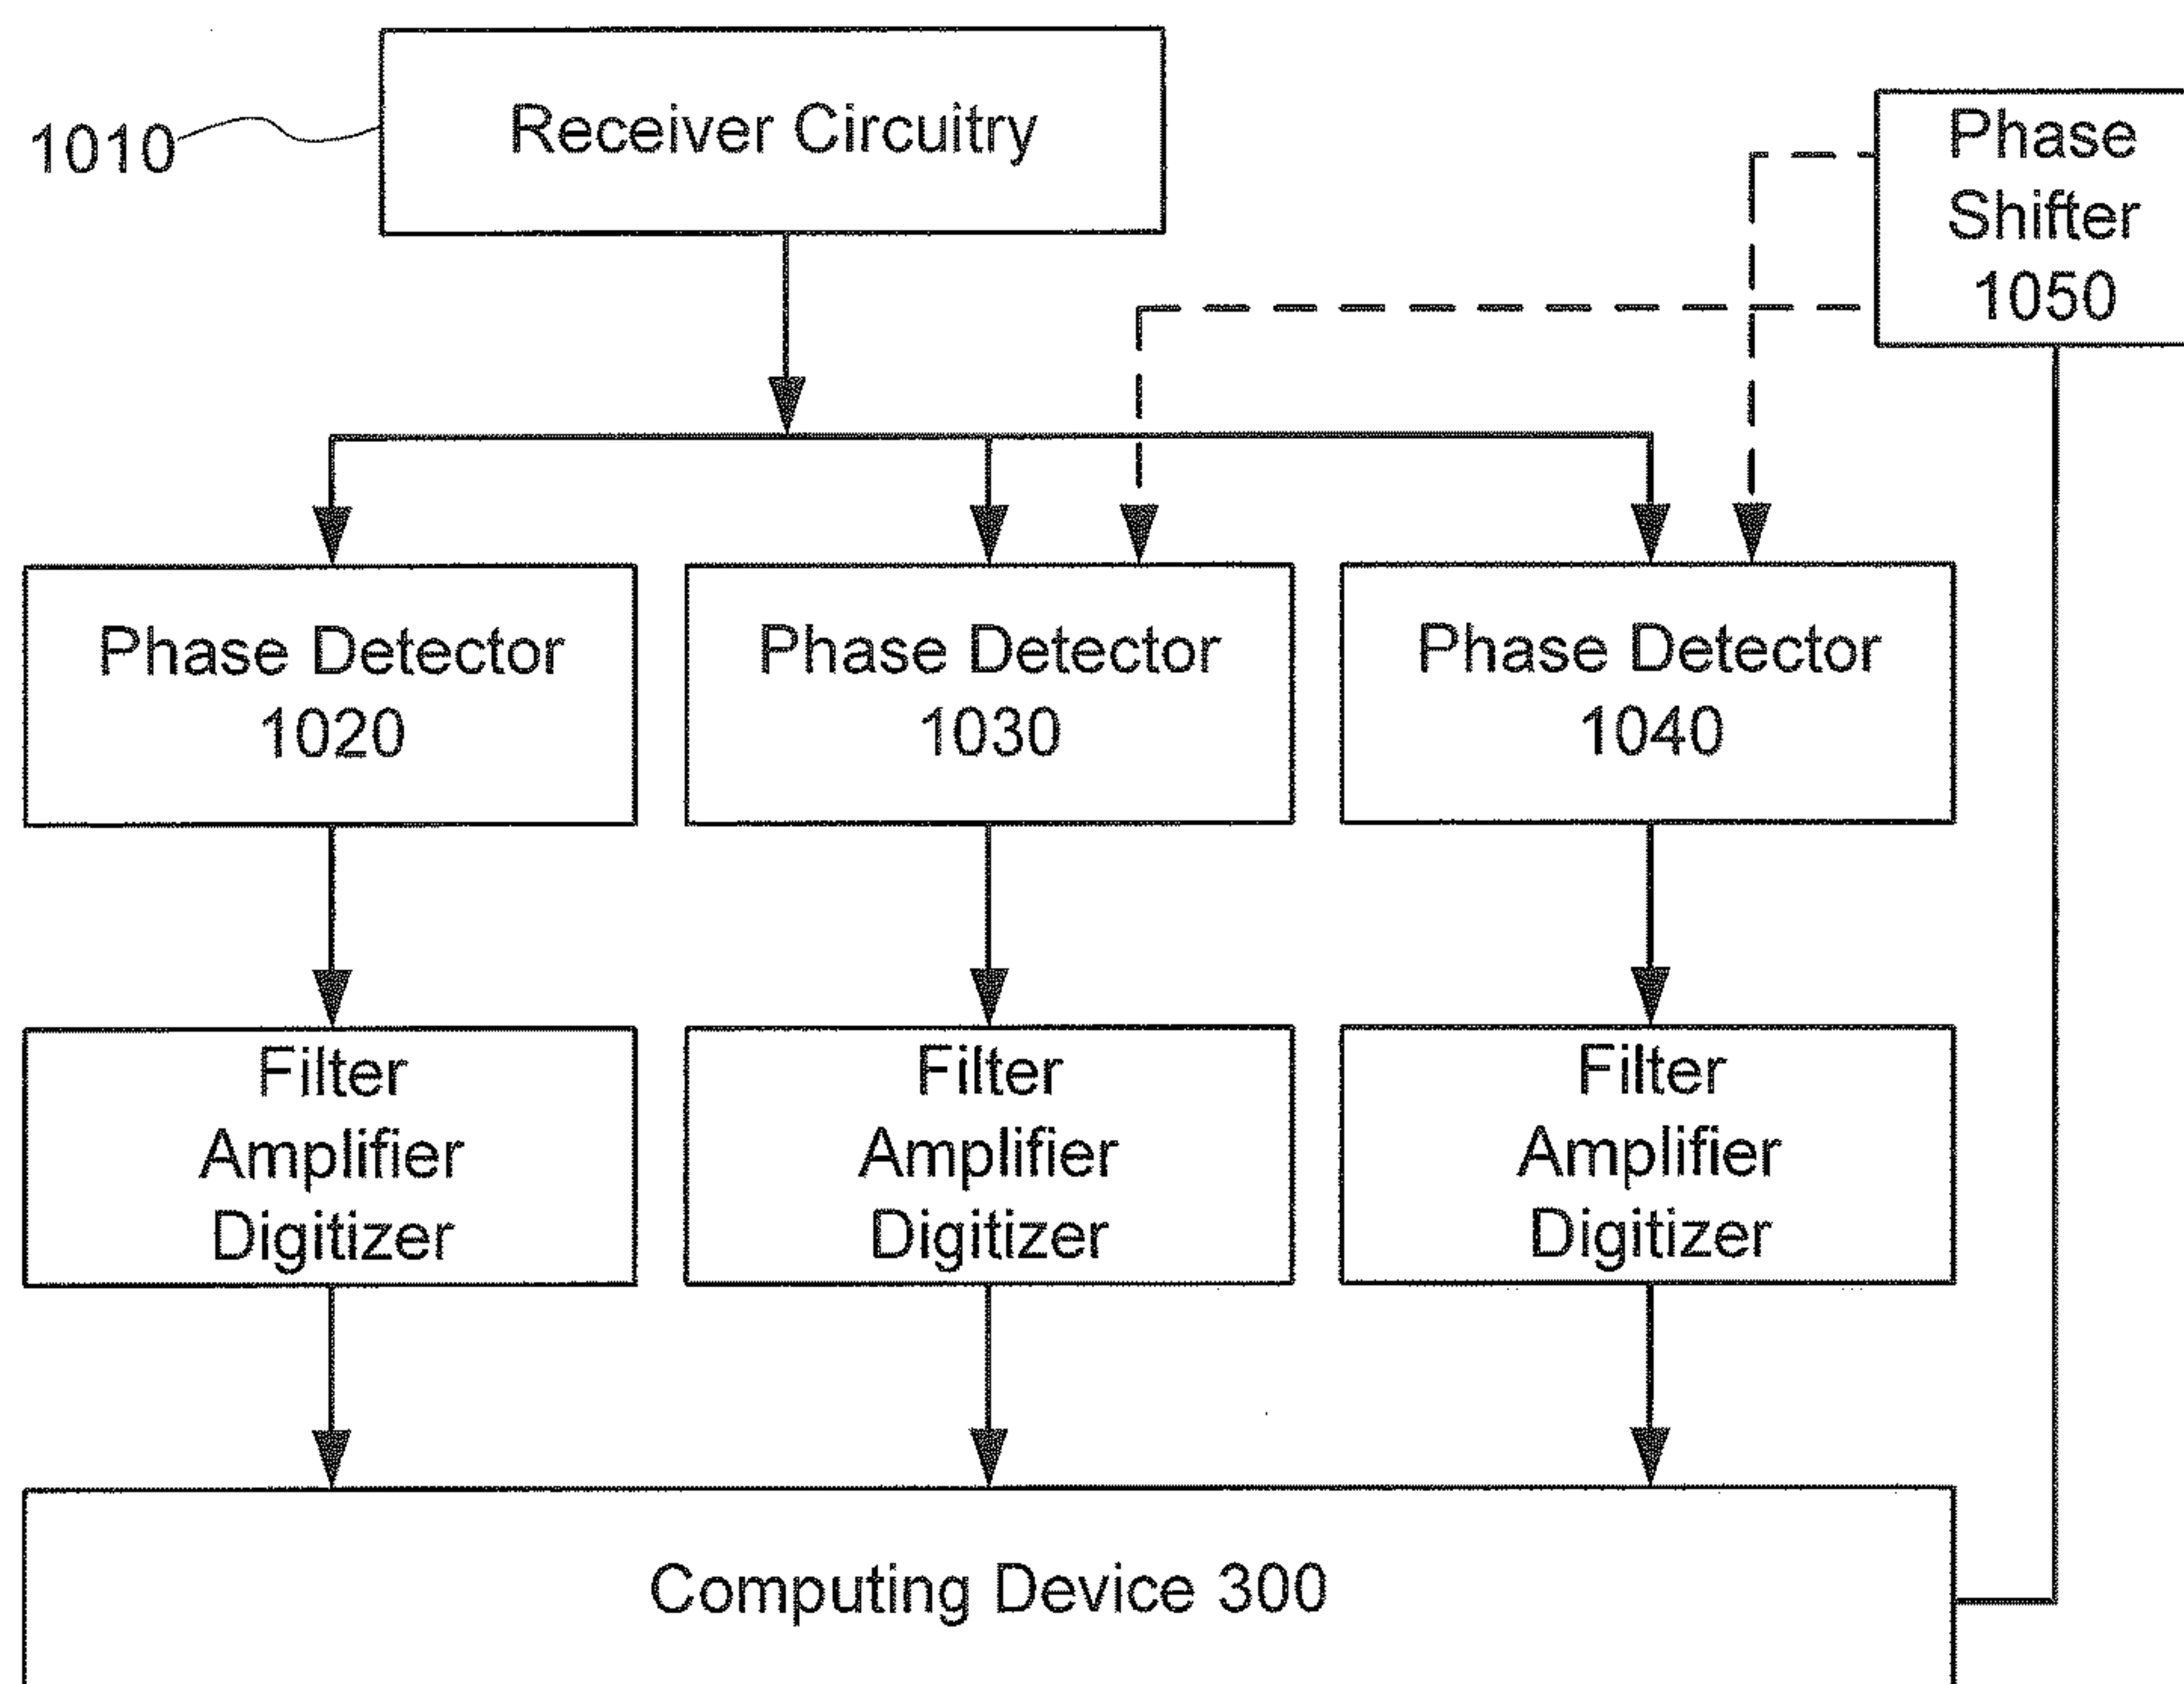 Receiver Circuitry
1010
Phase
Shifter
1050
Phase Detector
1020
Phase Detector
1030
Phase Detector
1040
Filter
Amplifier
Digitizer
Filter
Amplifier
Digitizer
Filter
Amplifier
Digitizer
Computing Device 300